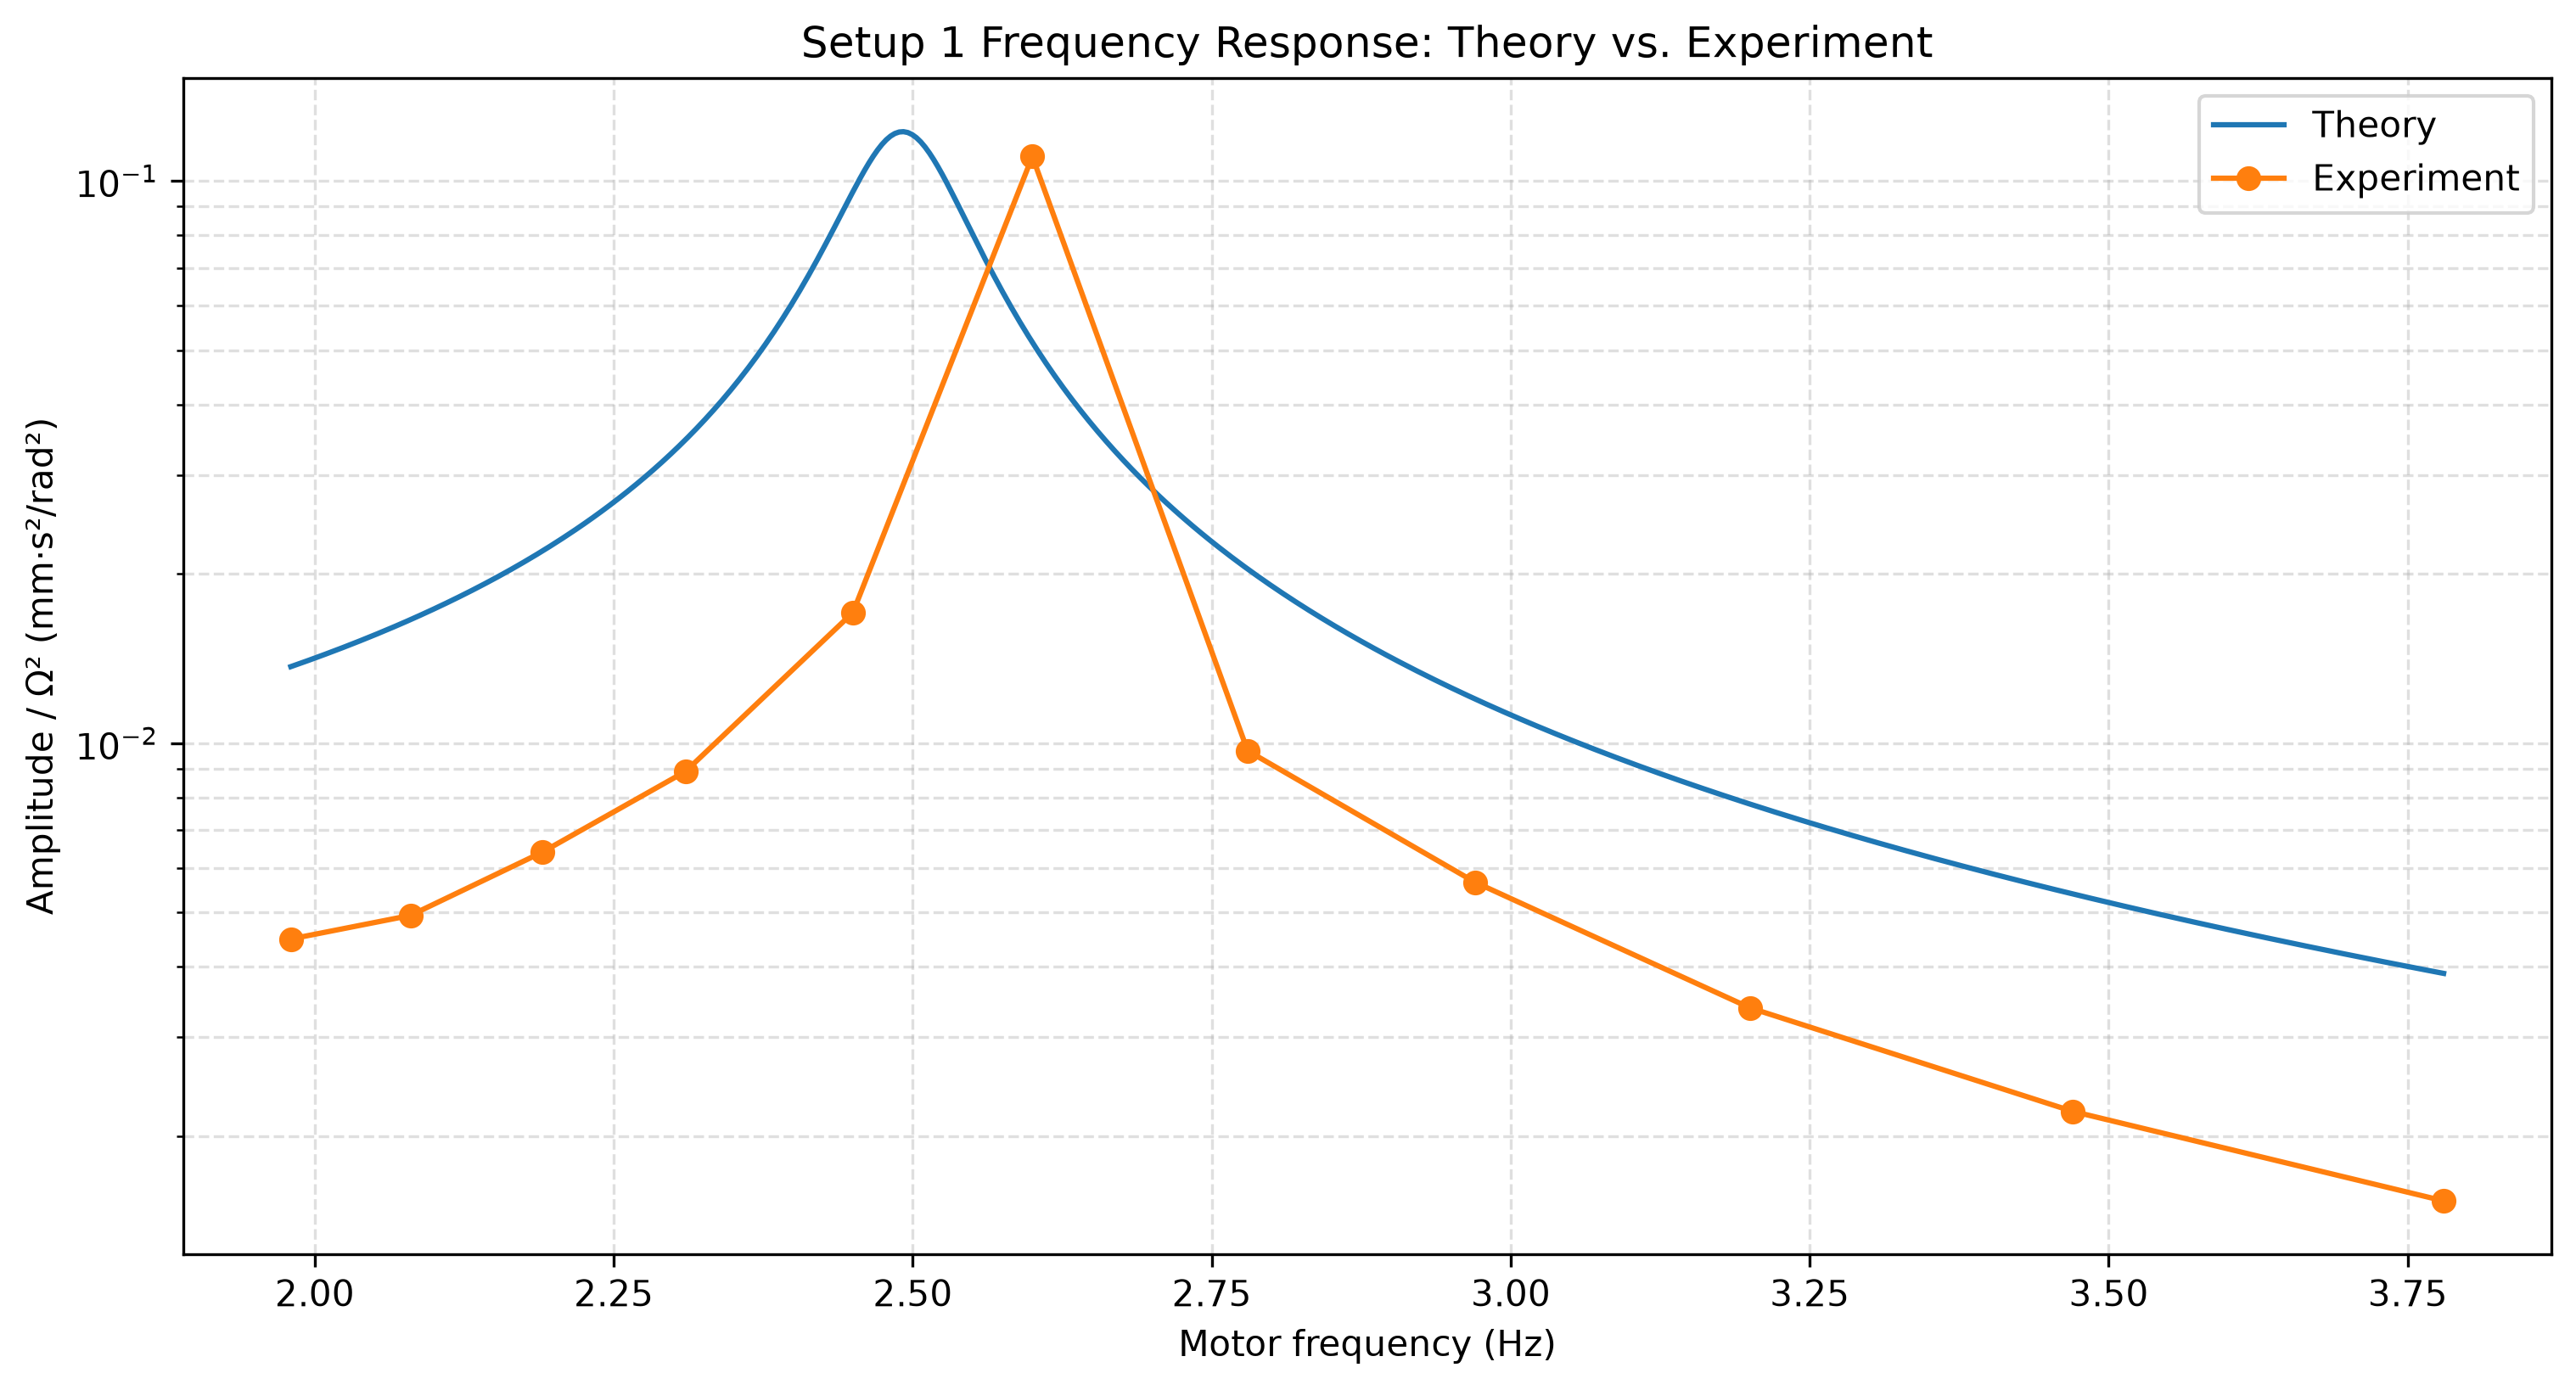 Setup 1 Frequency Response: Theory vs. Experiment
Theory
Experiment
Amplitude / Ω² (mm·s²/rad²)
10⁻¹
10⁻²
2.00 2.25 2.50 2.75 3.00 3.25 3.50 3.75
Motor frequency (Hz)